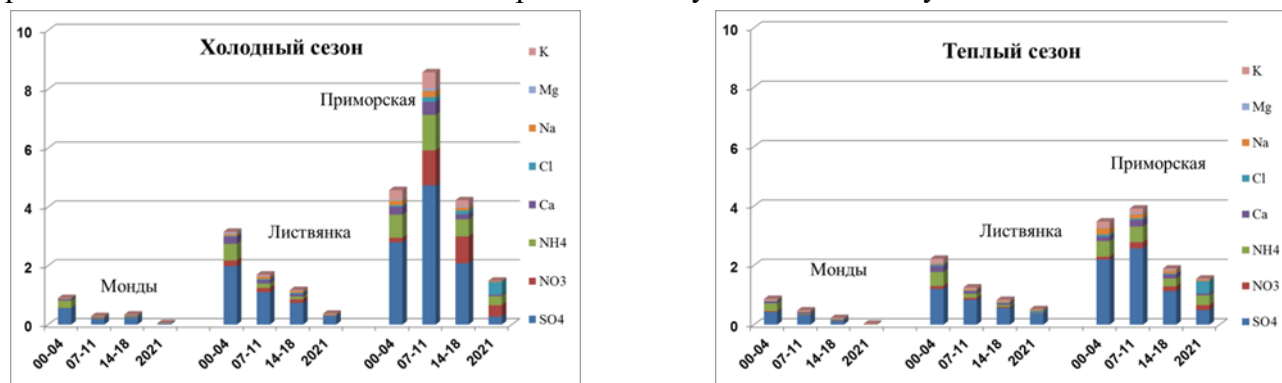 10
8
6
4
2
0
Холодный сезон
Приморская
Листвянка
Монды
00-04
07-11
14-18
2021
00-04
07-11
14-18
2021
00-04
07-11
14-18
2021
K
Mg
Na
Cl
Ca
NH4
NO3
SO4
10
8
6
4
2
0
Теплый сезон
Приморская
Листвянка
Монды
00-04
07-11
14-18
2021
00-04
07-11
14-18
2021
00-04
07-11
14-18
2021
K
Mg
Na
Cl
Ca
NH4
NO3
SO4